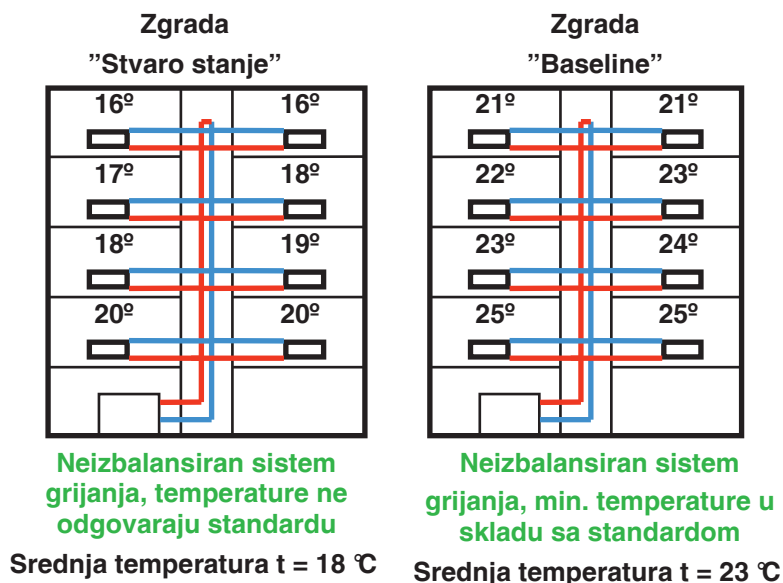 Zgrada
”Stvaro stanje”
16º 16º
17º 18º
18º 19º
20º 20º
Neizbalansiran sistem
grijanja, temperature ne
odgovaraju standardu
Srednja temperatura t = 18 ℃
Zgrada
”Baseline”
21º 21º
22º 23º
23º 24º
25º 25º
Neizbalansiran sistem
grijanja, min. temperature u
skladu sa standardom
Srednja temperatura t = 23 ℃